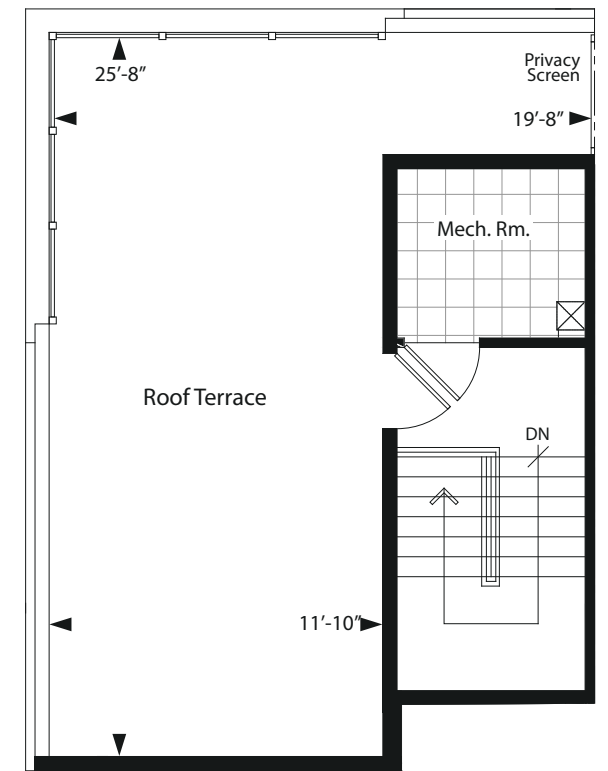 25’-8”
Privacy
Screen
19’-8”
Mech. Rm.
Roof Terrace
DN
11’-10”